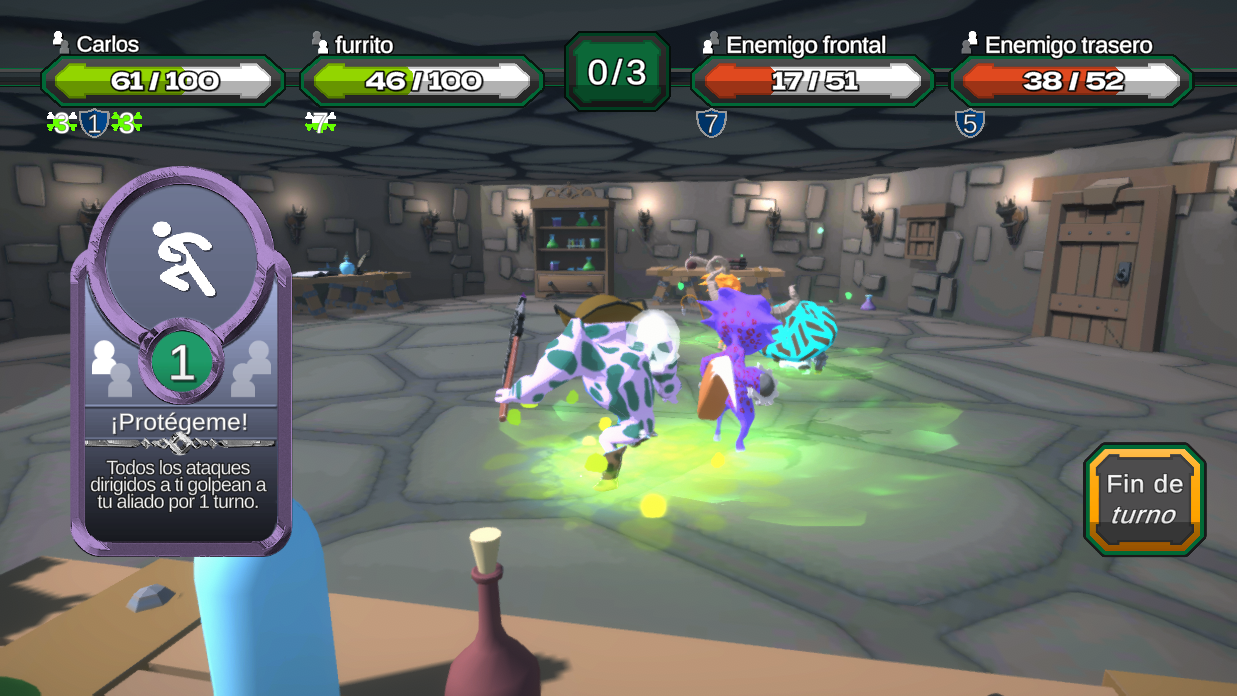 Carlos
furrito
Enemigo frontal
Enemigo trasero
61 / 100
46 / 100
0/3
17 / 51
38 / 52
3
1
3
7
7
5
1
¡Protégeme!
Todos los ataques
dirigidos a ti golpean a
tu aliado por 1 turno.
Fin de
turno